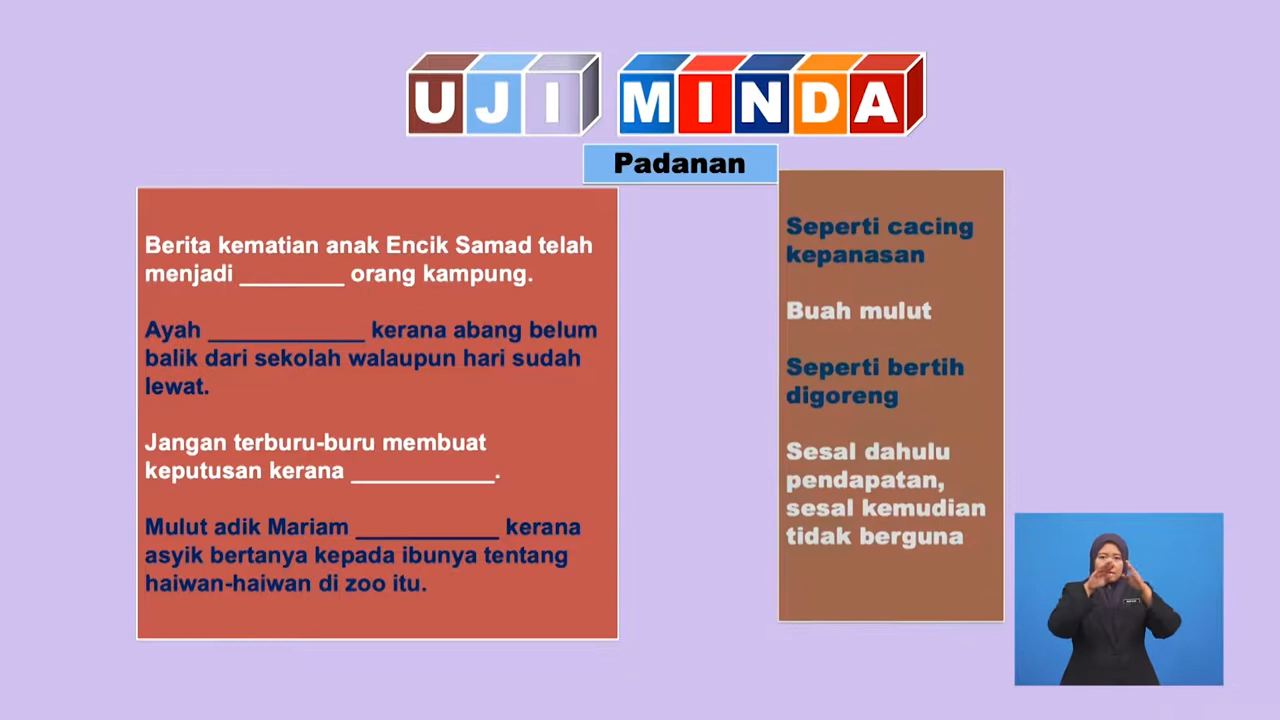 UJI MINDA
Padanan
Berita kematian anak Encik Samad telah
menjadi ________ orang kampung.
Ayah ____________ kerana abang belum
balik dari sekolah walaupun hari sudah
lewat.
Jangan terburu-buru membuat
keputusan kerana ___________.
Mulut adik Mariam ___________ kerana
asyik bertanya kepada ibunya tentang
haiwan-haiwan di zoo itu.
Seperti cacing
kepanasan
Buah mulut
Seperti bertih
digoreng
Sesal dahulu
pendapatan,
sesal kemudian
tidak berguna